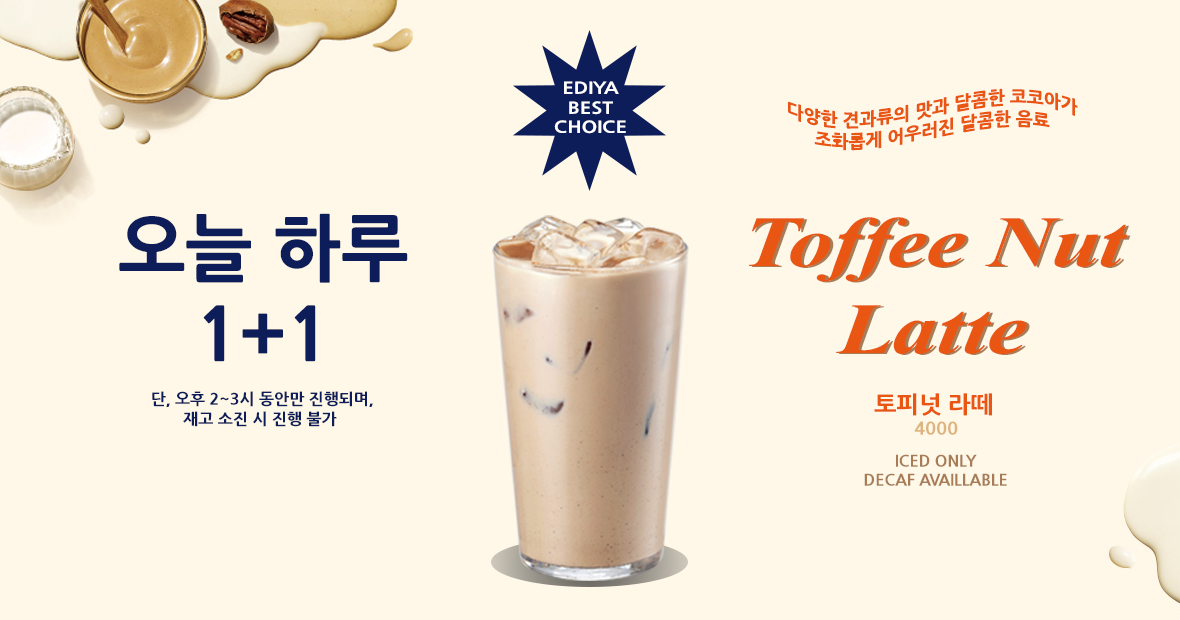 EDIYA
BEST
CHOICE
오늘 하루
1+1
단, 오후 2~3시 동안만 진행되며,
재고 소진 시 진행 불가
다양한 견과류의 맛과 달콤한 코코아가
조화롭게 어우러진 달콤한 음료
Toffee Nut
Latte
토피넛 라떼
4000
ICED ONLY
DECAF AVAILLABLE